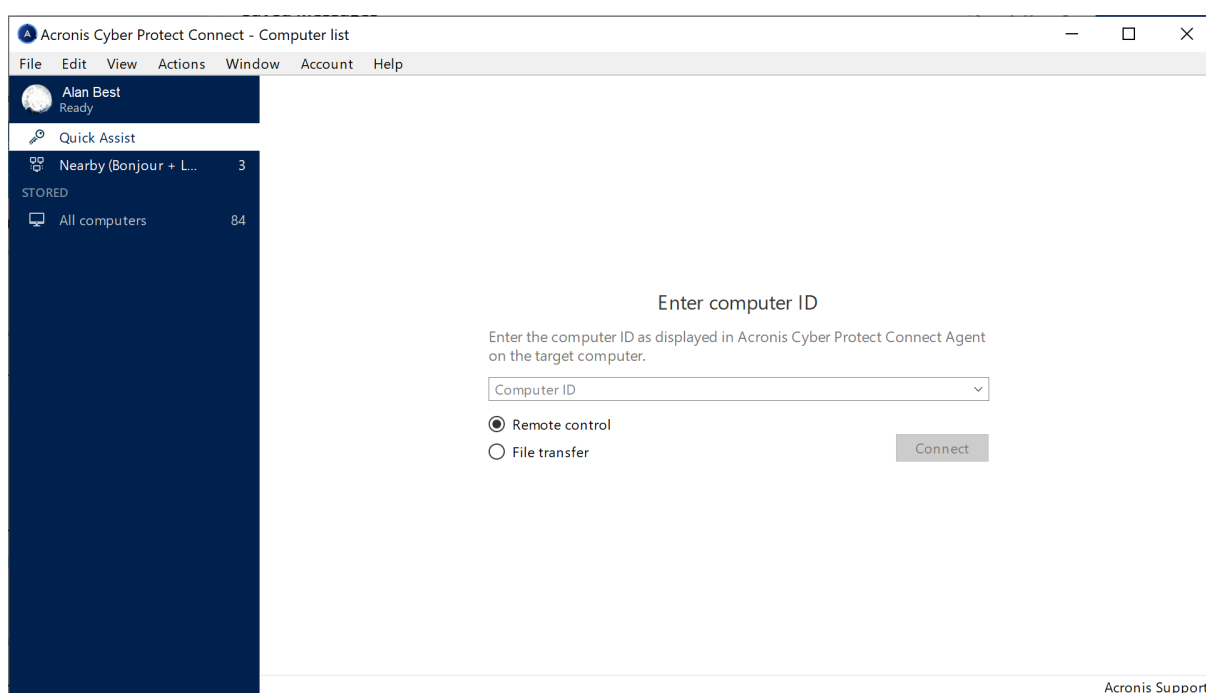 Acronis Cyber Protect Connect - Computer list
File Edit View Actions Window Account Help
Alan Best
Ready
Quick Assist
Nearby (Bonjour + L... 3
STORED
All computers 84
Enter computer ID
Enter the computer ID as displayed in Acronis Cyber Protect Connect Agent
on the target computer.
Computer ID
Remote control
File transfer
Connect
Acronis Support